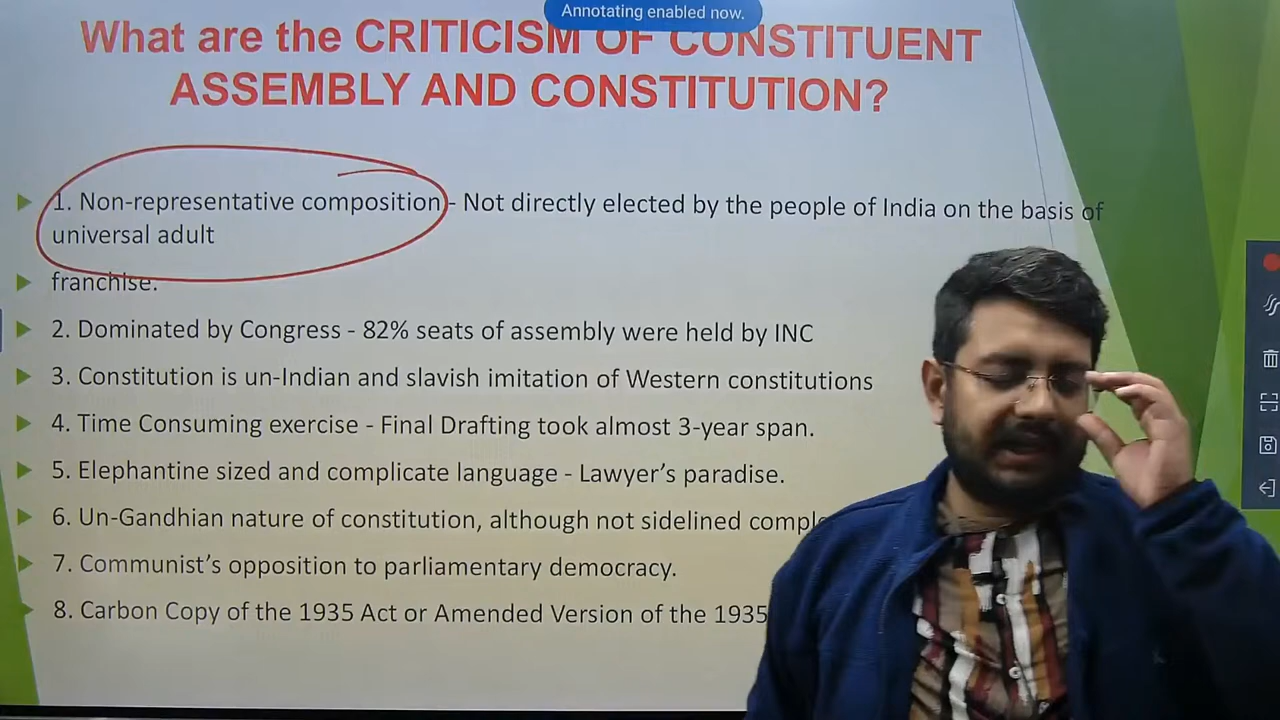 Annotating enabled now.
What are the CRITICISM OF CONSTITUENT
ASSEMBLY AND CONSTITUTION?
1. Non-representative composition - Not directly elected by the people of India on the basis of
universal adult
franchise.
2. Dominated by Congress - 82% seats of assembly were held by INC
3. Constitution is un-Indian and slavish imitation of Western constitutions
4. Time Consuming exercise - Final Drafting took almost 3-year span.
5. Elephantine sized and complicate language - Lawyer's paradise.
6. Un-Gandhian nature of constitution, although not sidelined
7. Communist's opposition to parliamentary democracy.
8. Carbon Copy of the 1935 Act or Amended Version of the 1935